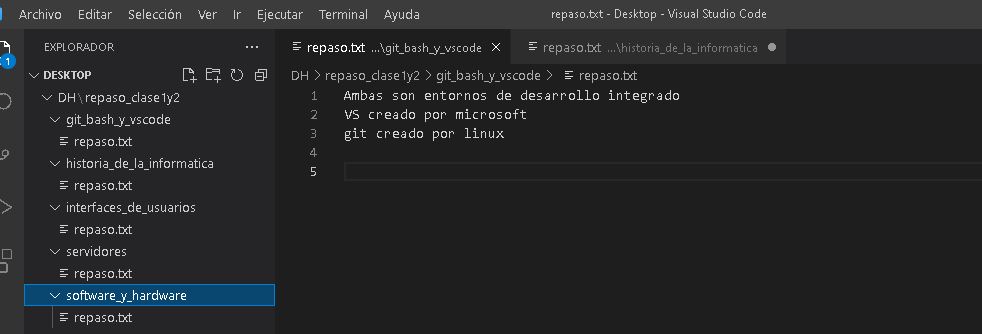 Archivo Editar Selección Ver Ir Ejecutar Terminal Ayuda repaso.txt - Desktop - Visual Studio Code
EXPLORADOR ...
DESKTOP
DH\repaso_clase1y2
git_bash_y_vscode
repaso.txt
historia_de_la_informatica
repaso.txt
interfaces_de_usuarios
repaso.txt
servidores
repaso.txt
software_y_hardware
repaso.txt
1
repaso.txt ...\git_bash_y_vscode × repaso.txt ...\historia_de_la_informatica
DH > repaso_clase1y2 > git_bash_y_vscode > repaso.txt
1 Ambas son entornos de desarrollo integrado
2 VS creado por microsoft
3 git creado por linux
4
5